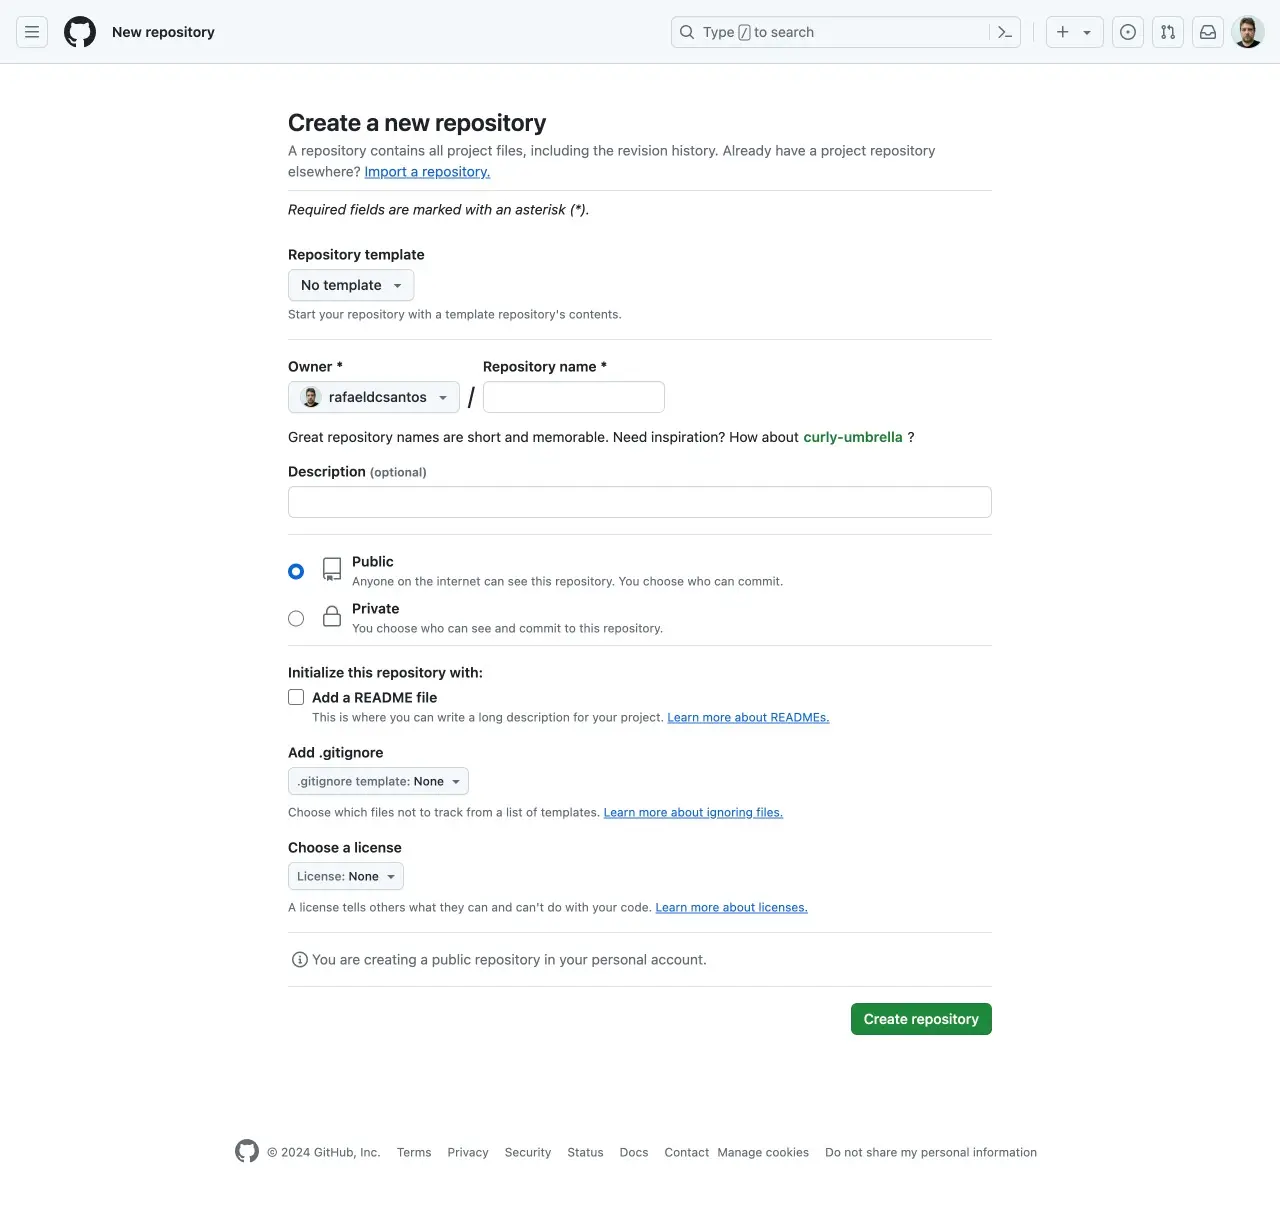 New repository
Type / to search
Create a new repository
A repository contains all project files, including the revision history. Already have a project repository
elsewhere? Import a repository.
Required fields are marked with an asterisk (*).
Repository template
No template
Start your repository with a template repository's contents.
Owner * Repository name *
rafaeldcsantos /
Great repository names are short and memorable. Need inspiration? How about curly-umbrella ?
Description (optional)
Public
Anyone on the internet can see this repository. You choose who can commit.
Private
You choose who can see and commit to this repository.
Initialize this repository with:
Add a README file
This is where you can write a long description for your project. Learn more about READMEs.
Add .gitignore
.gitignore template: None
Choose which files not to track from a list of templates. Learn more about ignoring files.
Choose a license
License: None
A license tells others what they can and can't do with your code. Learn more about licenses.
You are creating a public repository in your personal account.
Create repository
© 2024 GitHub, Inc. Terms Privacy Security Status Docs Contact Manage cookies Do not share my personal information